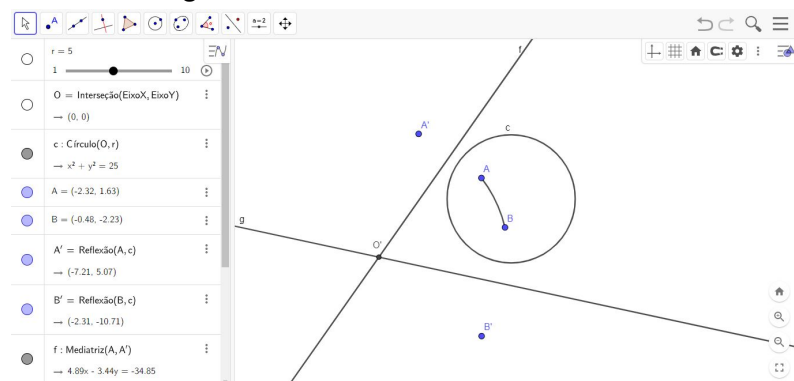 a=2
r = 5
1
10
O = Interseção(EixoX, EixoY)
→ (0, 0)
c : Círculo(O, r)
→ x² + y² = 25
A = (-2.32, 1.63)
B = (-0.48, -2.23)
A′ = Reflexão(A, c)
→ (-7.21, 5.07)
B′ = Reflexão(B, c)
→ (-2.31, -10.71)
f : Mediatriz(A, A′)
→ 4.89x - 3.44y = -34.85
f
A'
c
A
B
g
O'
B'